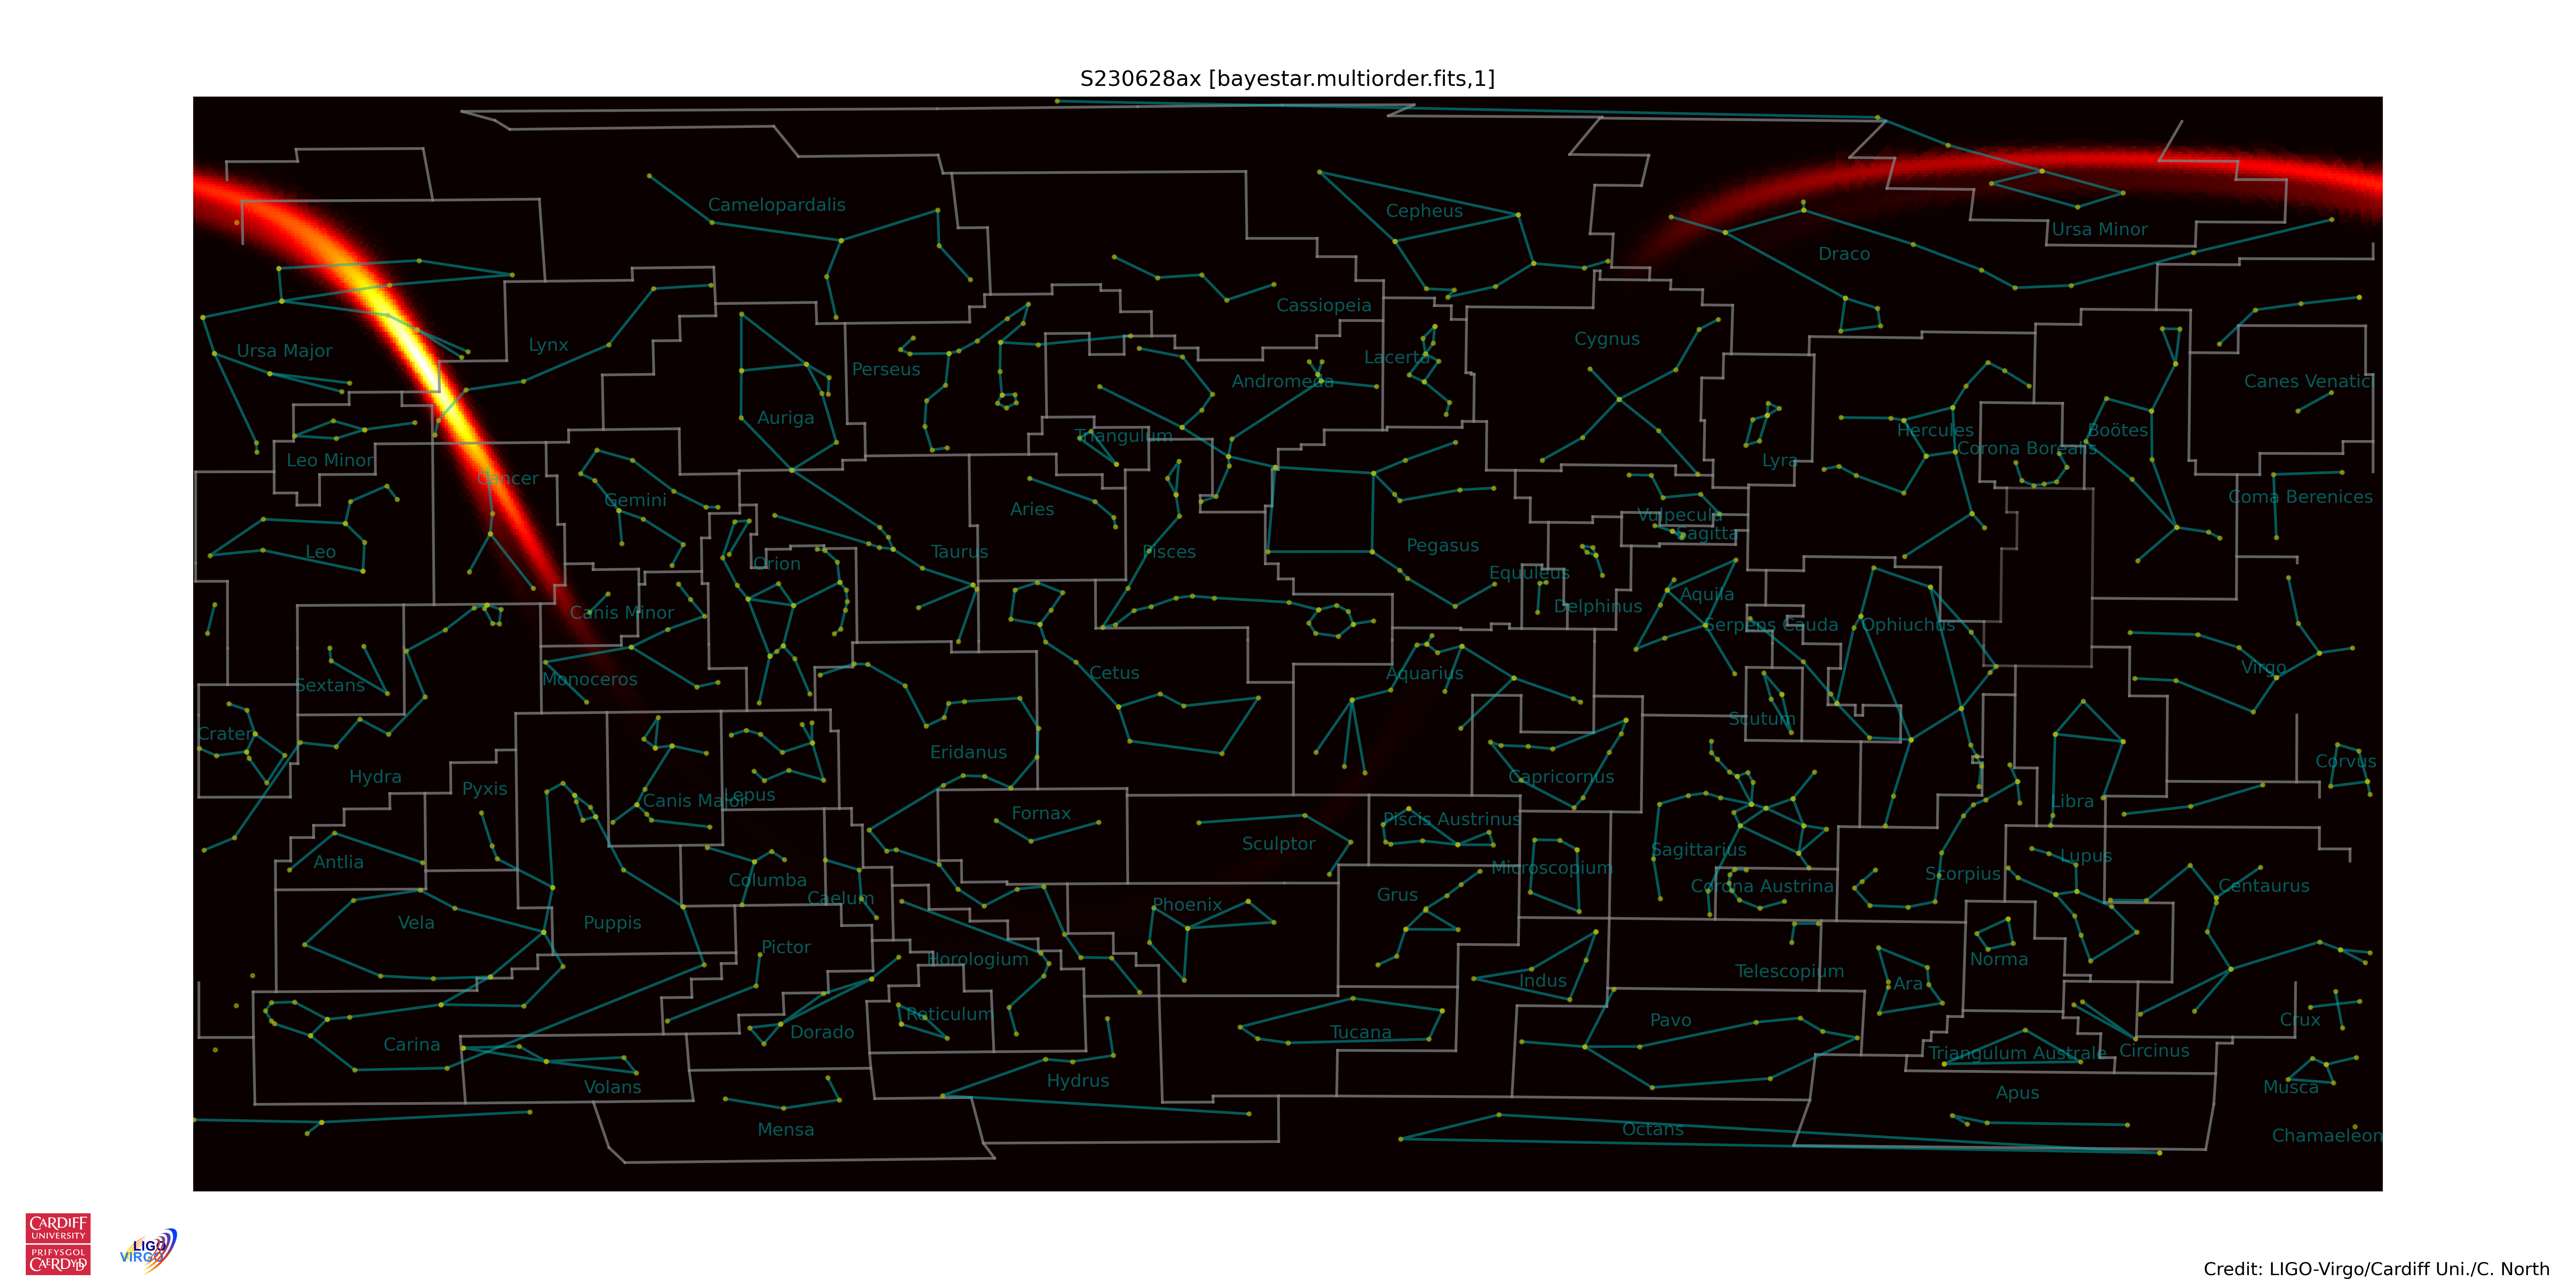 S230628ax [bayestar.multiorder.fits,1]
Camelopardalis
Cepheus
Ursa Minor
Draco
Cassiopeia
Cygnus
Lynx
Ursa Major
Lacerta
Perseus
Andromeda
Canes Venatici
Auriga
Hercules
Boötes
Triangulum
Corona Borealis
Leo Minor
Lyra
Cancer
Gemini
Coma Berenices
Aries
Vulpecula
Sagitta
Leo
Taurus
Pisces
Pegasus
Orion
Equuleus
Aquila
Canis Minor
Delphinus
Serpens Cauda
Ophiuchus
Virgo
Cetus
Aquarius
Monoceros
Sextans
Scutum
Crater
Eridanus
Corvus
Hydra
Capricornus
Pyxis
Lepus
Canis Major
Libra
Fornax
Piscis Austrinus
Sculptor
Sagittarius
Lupus
Antlia
Microscopium
Scorpius
Columba
Corona Austrina
Centaurus
Grus
Caelum
Phoenix
Vela
Puppis
Pictor
Horologium
Norma
Telescopium
Indus
Ara
Reticulum
Pavo
Crux
Dorado
Tucana
Carina
Circinus
Triangulum Australe
Hydrus
Volans
Musca
Apus
Mensa
Octans
Chamaeleon
CARDIFF
UNIVERSITY
PRIFYSGOL
CAERDYDD
LIGO
VIRGO
Credit: LIGO-Virgo/Cardiff Uni./C. North